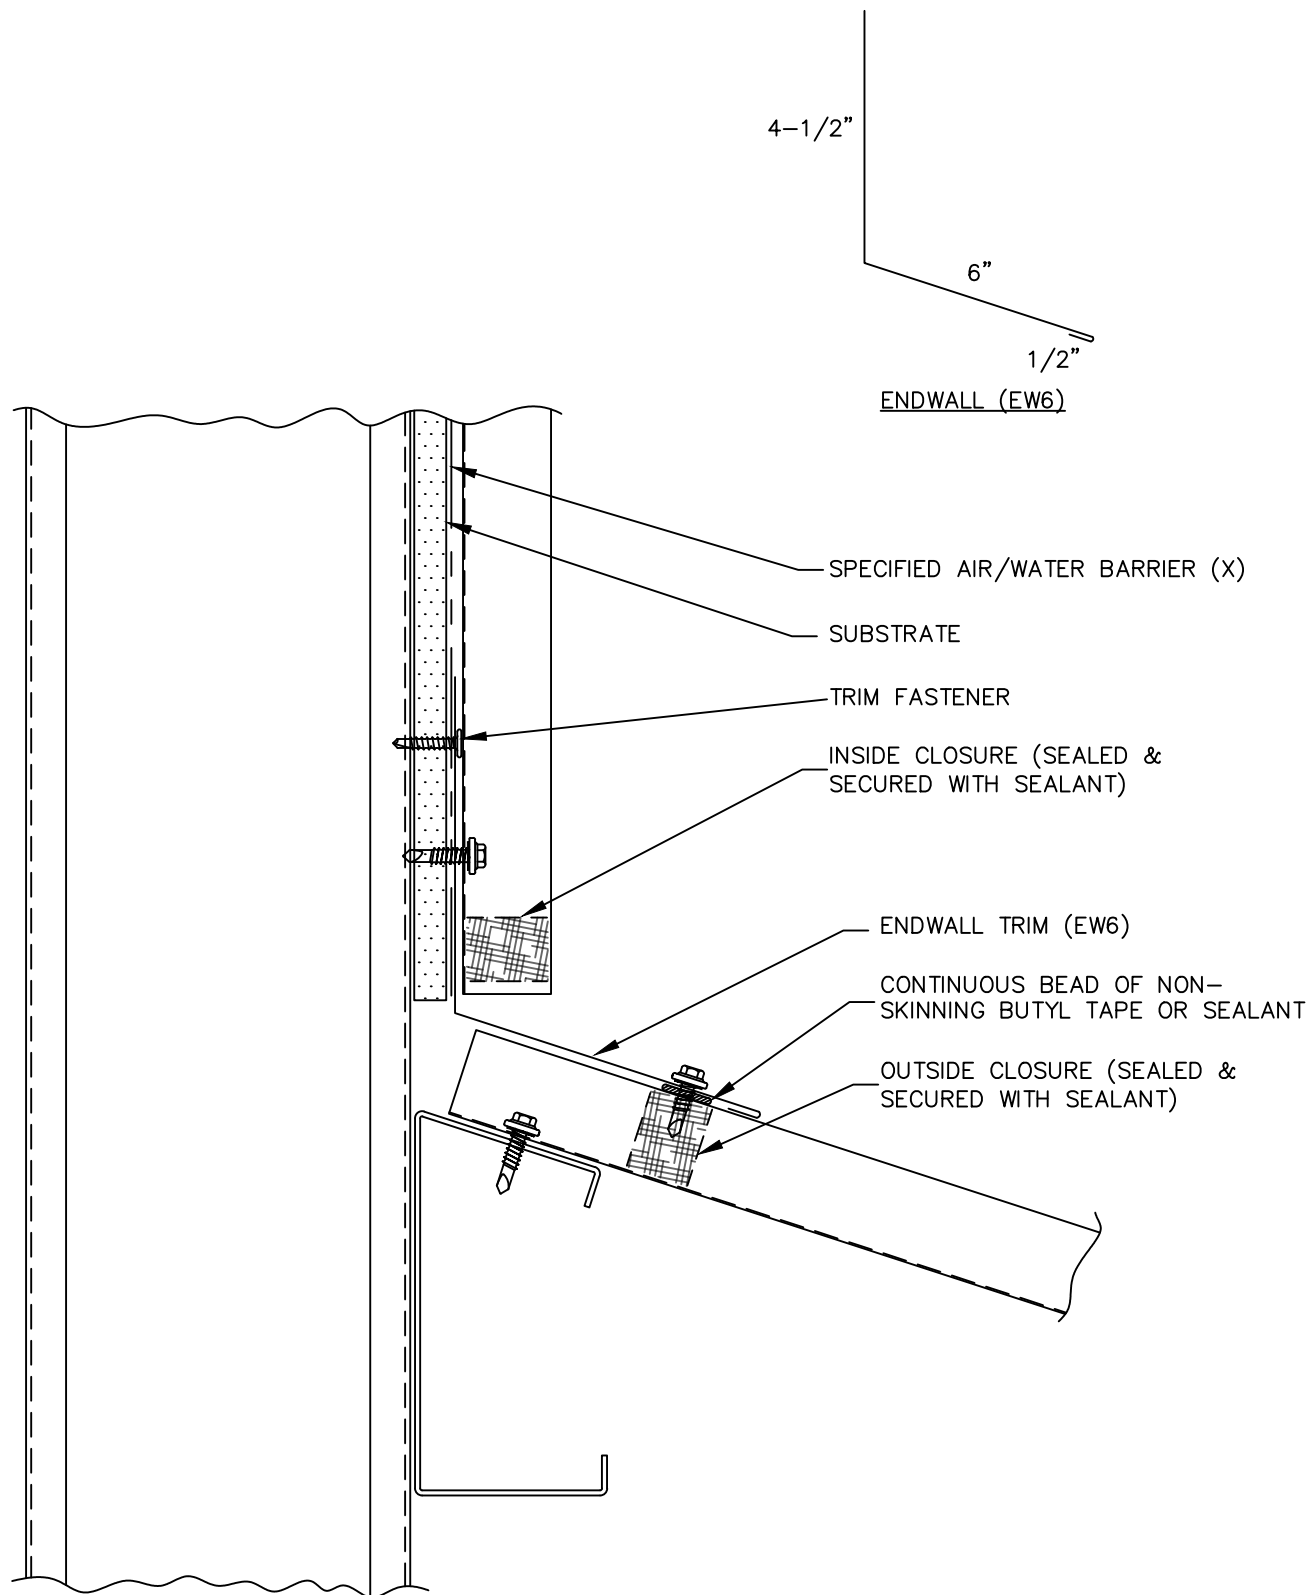 4-1/2"
6"
1/2"
ENDWALL (EW6)
SPECIFIED AIR/WATER BARRIER (X)
SUBSTRATE
TRIM FASTENER
INSIDE CLOSURE (SEALED &
SECURED WITH SEALANT)
ENDWALL TRIM (EW6)
CONTINUOUS BEAD OF NON-
SKINNING BUTYL TAPE OR SEALANT
OUTSIDE CLOSURE (SEALED &
SECURED WITH SEALANT)